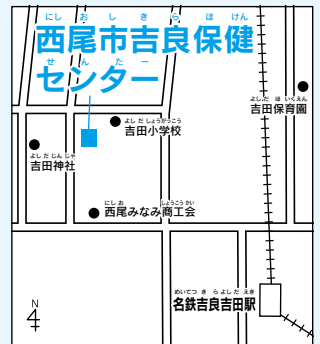 にし お し き ら ほ けん
西尾市吉良保健
せ ん た ー
センター
よし だ ほ いくえん
吉田保育園
よし だ しょうがっこう
吉田小学校
よし だ じん じゃ
吉田神社
にし お しょうこう かい
西尾みなみ商工会
めいてつ き ら よし だ えき
名鉄吉良吉田駅
N